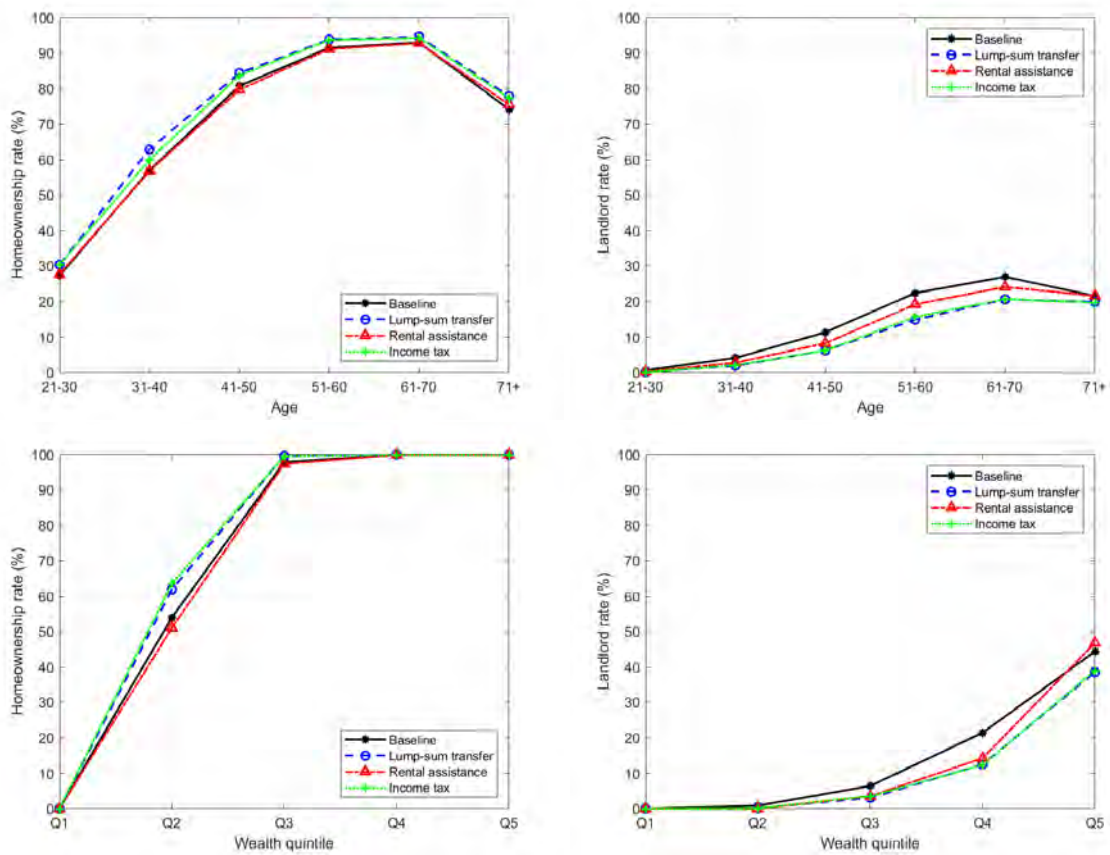 Homeownership rate (%)
100
90
80
70
60
50
40
30
20
10
0
21-30 31-40 41-50 51-60 61-70 71+
Age
Baseline
Lump-sum transfer
Rental assistance
Income tax
Landlord rate (%)
100
90
80
70
60
50
40
30
20
10
0
21-30 31-40 41-50 51-60 61-70 71+
Age
Baseline
Lump-sum transfer
Rental assistance
Income tax
Homeownership rate (%)
100
90
80
70
60
50
40
30
20
10
0
Q1 Q2 Q3 Q4 Q5
Wealth quintile
Baseline
Lump-sum transfer
Rental assistance
Income tax
Landlord rate (%)
100
90
80
70
60
50
40
30
20
10
0
Q1 Q2 Q3 Q4 Q5
Wealth quintile
Baseline
Lump-sum transfer
Rental assistance
Income tax